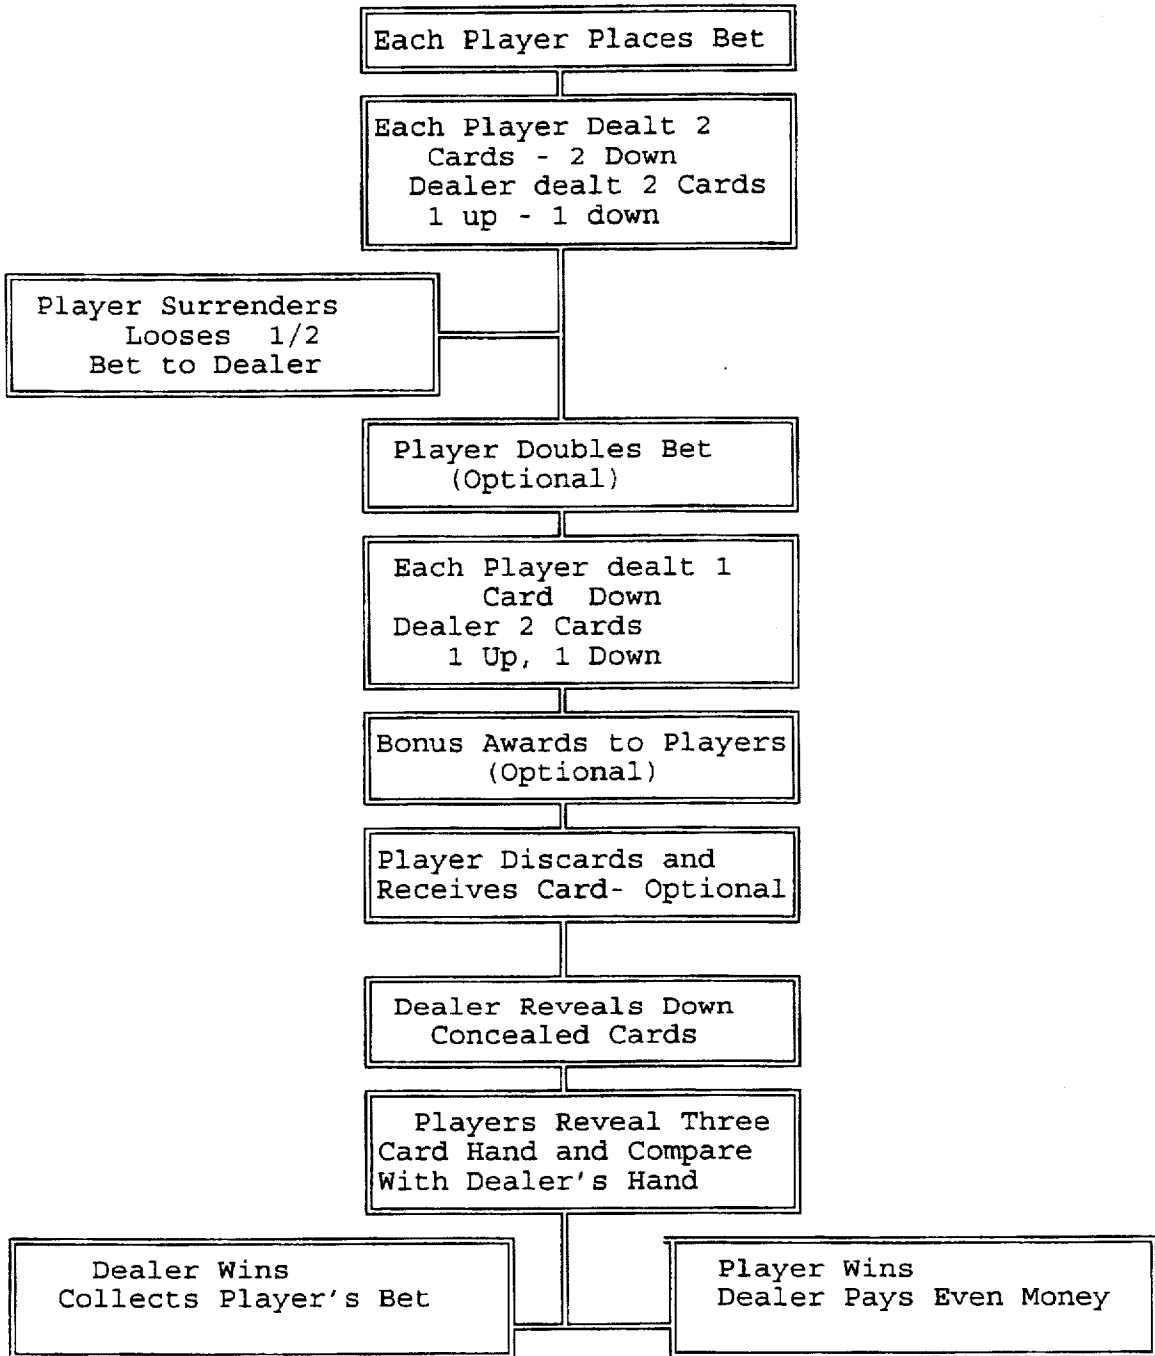 Each Player Places Bet
Each Player Dealt 2
Cards - 2 Down
Dealer dealt 2 Cards
1 up - 1 down
Player Surrenders
Looses 1/2
Bet to Dealer
Player Doubles Bet
(Optional)
Each Player dealt 1
Card Down
Dealer 2 Cards
1 Up, 1 Down
Bonus Awards to Players
(Optional)
Player Discards and
Receives Card- Optional
Dealer Reveals Down
Concealed Cards
Players Reveal Three
Card Hand and Compare
With Dealer's Hand
Dealer Wins
Collects Player's Bet
Player Wins
Dealer Pays Even Money